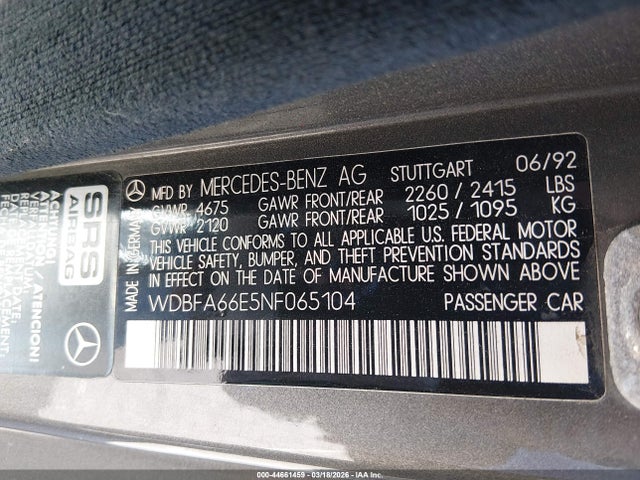 MFD BY MERCEDES-BENZ AG STUTTGART 06/92
GVWR 4675 GAWR FRONT/REAR 2260 / 2415 LBS
GVWR 2120 GAWR FRONT/REAR 1025 / 1095 KG
THIS VEHICLE CONFORMS TO ALL APPLICABLE U.S. FEDERAL MOTOR
VEHICLE SAFETY, BUMPER, AND THEFT PREVENTION STANDARDS
IN EFFECT ON THE DATE OF MANUFACTURE SHOWN ABOVE
WDBFA66E5NF065104 PASSENGER CAR
MADE IN GERMANY
SRS
AIRBAG
ATENCION!
000-44661459 | 03/18/2026 | IAA Inc.